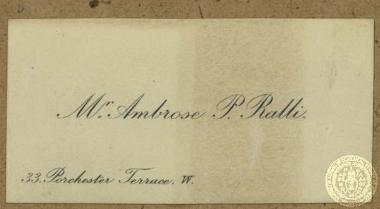 Mr Ambrose P. Ralli.
33. Porchester Terrace. W.